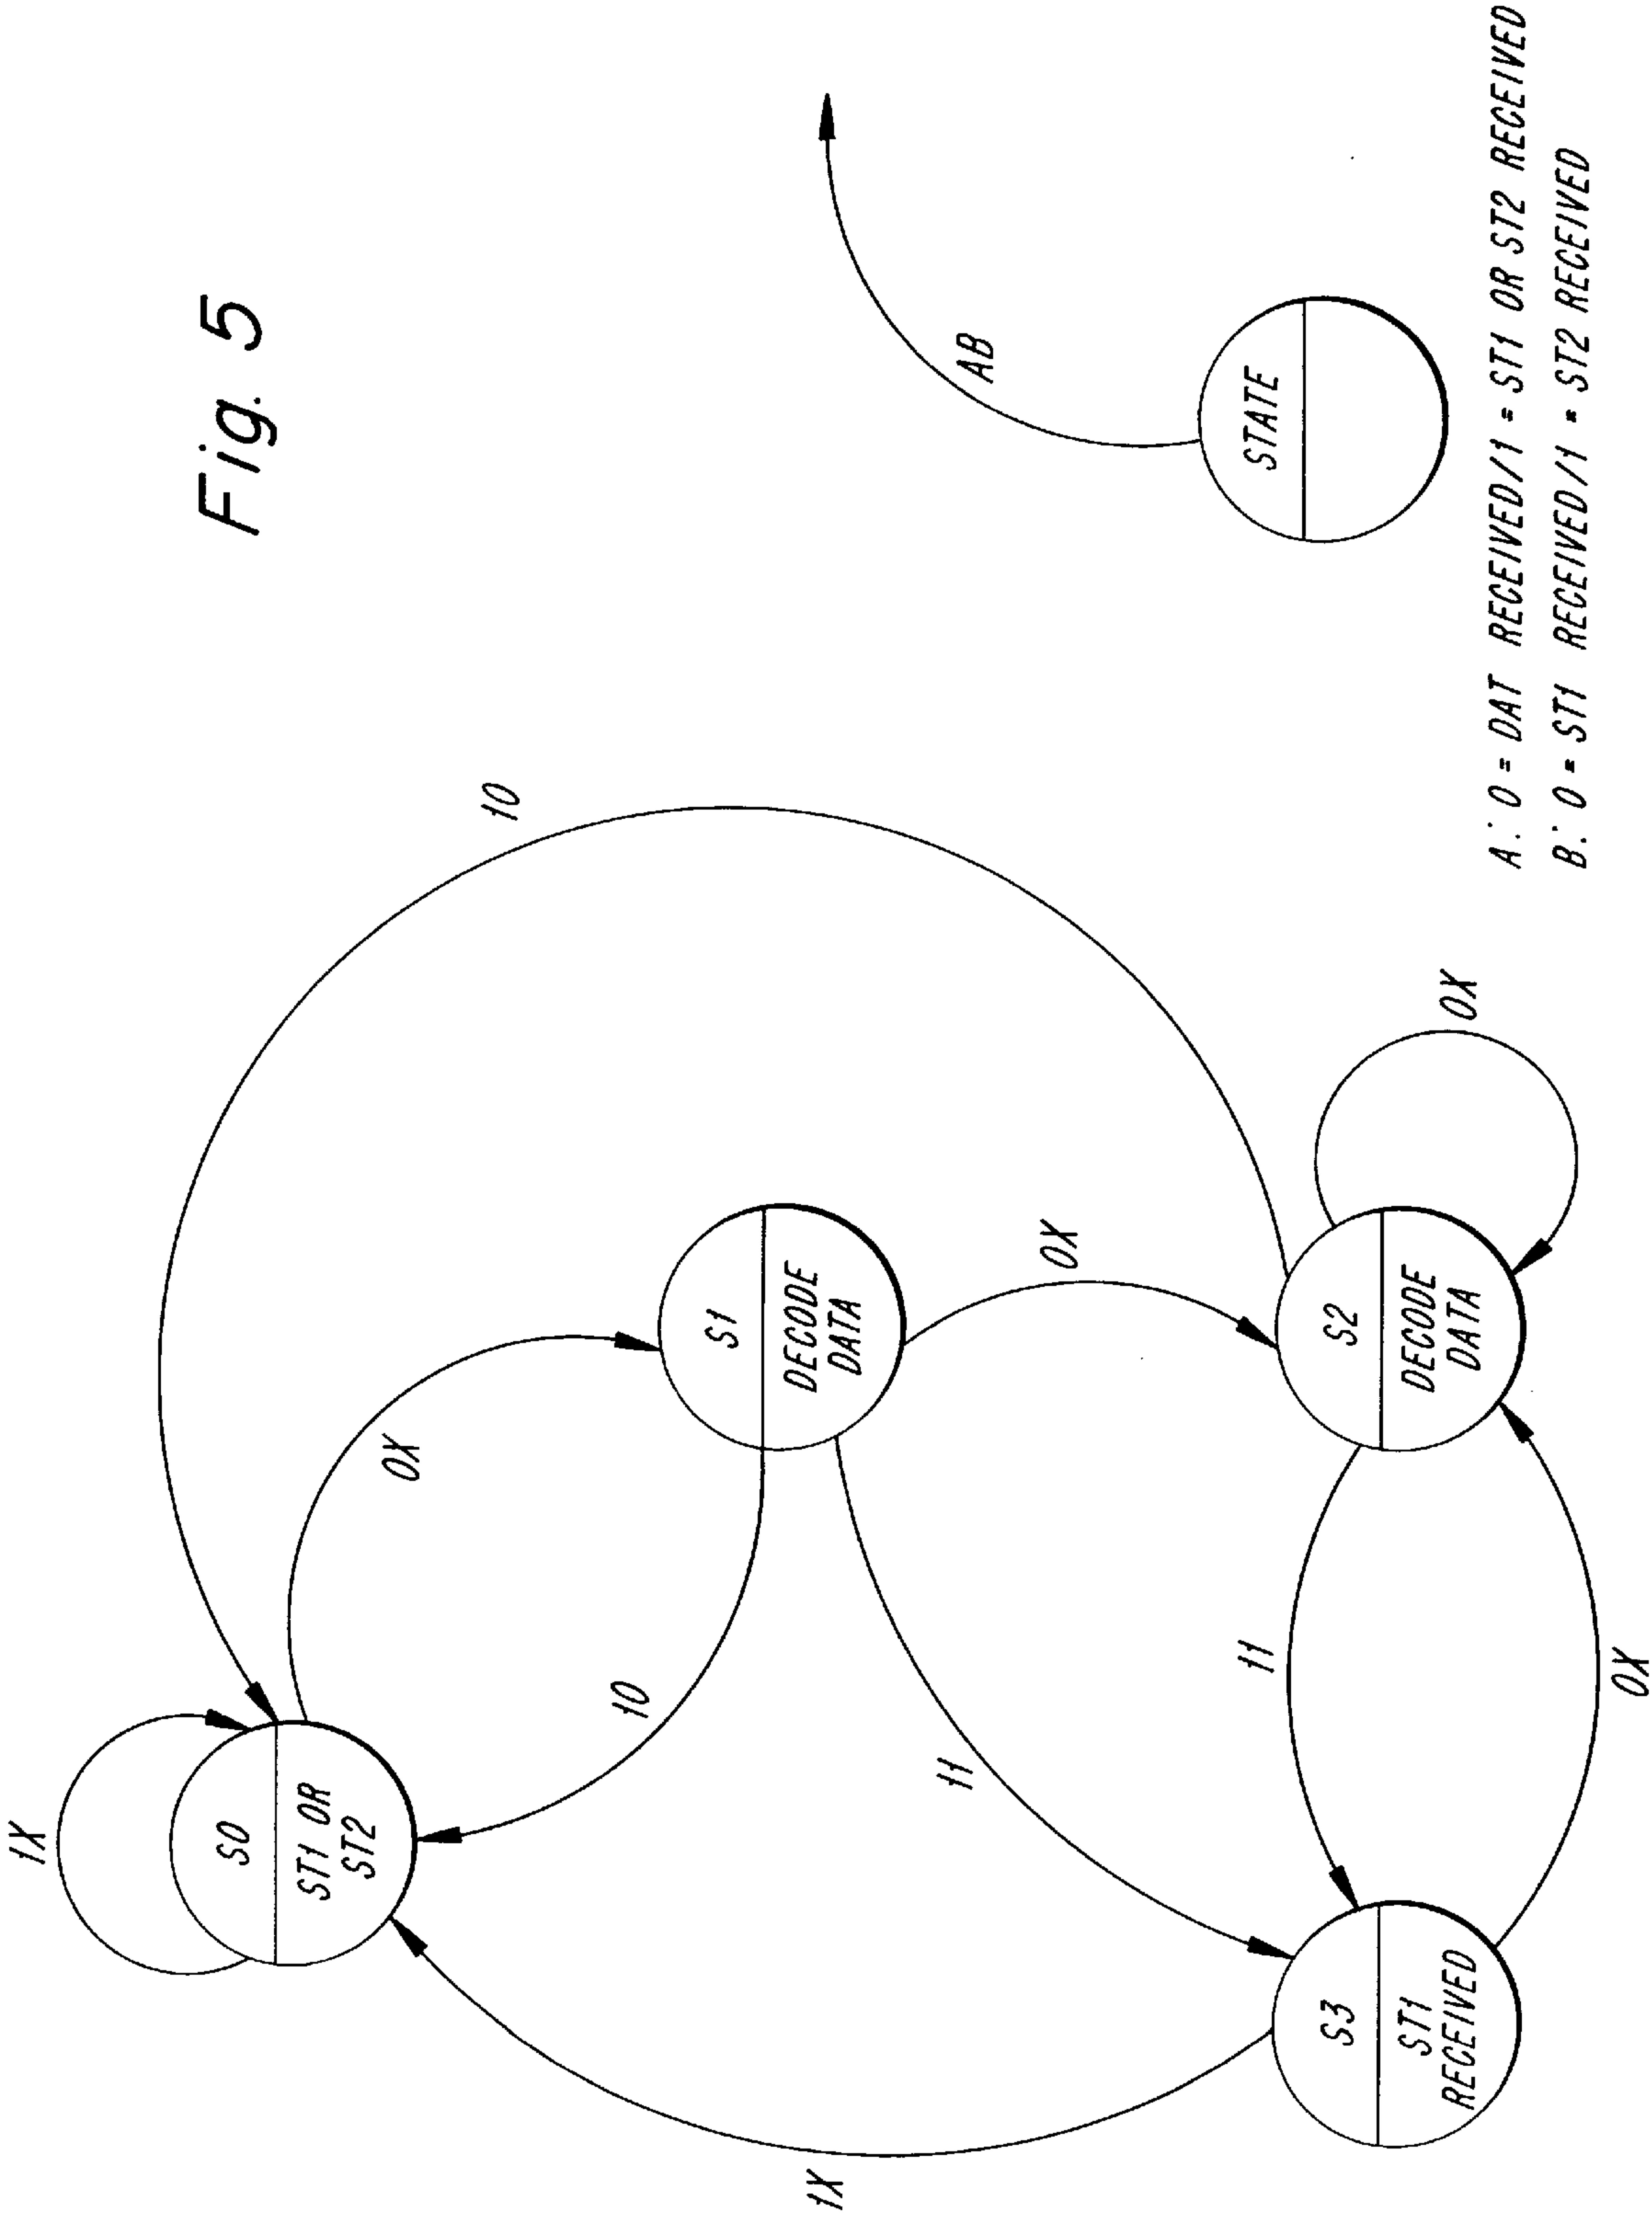 Fig. 5
1X
S0
ST1 OR
ST2
0X
10
10
S1
DECODE
DATA
1X
11
0X
S3
ST1
RECEIVED
11
S2
DECODE
DATA
0X
0X
AB
STATE
A: 0 = DAT RECEIVED/1 = ST1 OR ST2 RECEIVED
B: 0 = ST1 RECEIVED/1 = ST2 RECEIVED